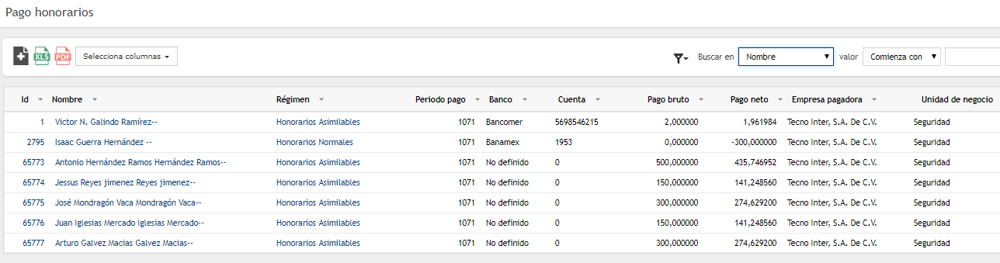 Pago honorarios
XLS PDF Selecciona columnas Buscar en Nombre valor Comienza con
Id Nombre Régimen Periodo pago Banco Cuenta Pago bruto Pago neto Empresa pagadora Unidad de negocio
1 Victor N. Galindo Ramírez-- Honorarios Asimilables 1071 Bancomer 5698546215 2,000000 1,961984 Tecno Inter, S.A. De C.V. Seguridad
2795 Isaac Guerra Hernández -- Honorarios Normales 1071 Banamex 1953 0,000000 -300,000000 Tecno Inter, S.A. De C.V. Seguridad
65773 Antonio Hernández Ramos Hernández Ramos-- Honorarios Asimilables 1071 No definido 0 500,000000 435,746952 Tecno Inter, S.A. De C.V. Seguridad
65774 Jessus Reyes jimenez Reyes jimenez-- Honorarios Asimilables 1071 No definido 0 150,000000 141,248560 Tecno Inter, S.A. De C.V. Seguridad
65775 José Mondragón Vaca Mondragón Vaca-- Honorarios Asimilables 1071 No definido 0 300,000000 274,629200 Tecno Inter, S.A. De C.V. Seguridad
65776 Juan Iglesias Mercado Iglesias Mercado-- Honorarios Asimilables 1071 No definido 0 150,000000 141,248560 Tecno Inter, S.A. De C.V. Seguridad
65777 Arturo Galvez Macias Galvez Macias-- Honorarios Asimilables 1071 No definido 0 300,000000 274,629200 Tecno Inter, S.A. De C.V. Seguridad